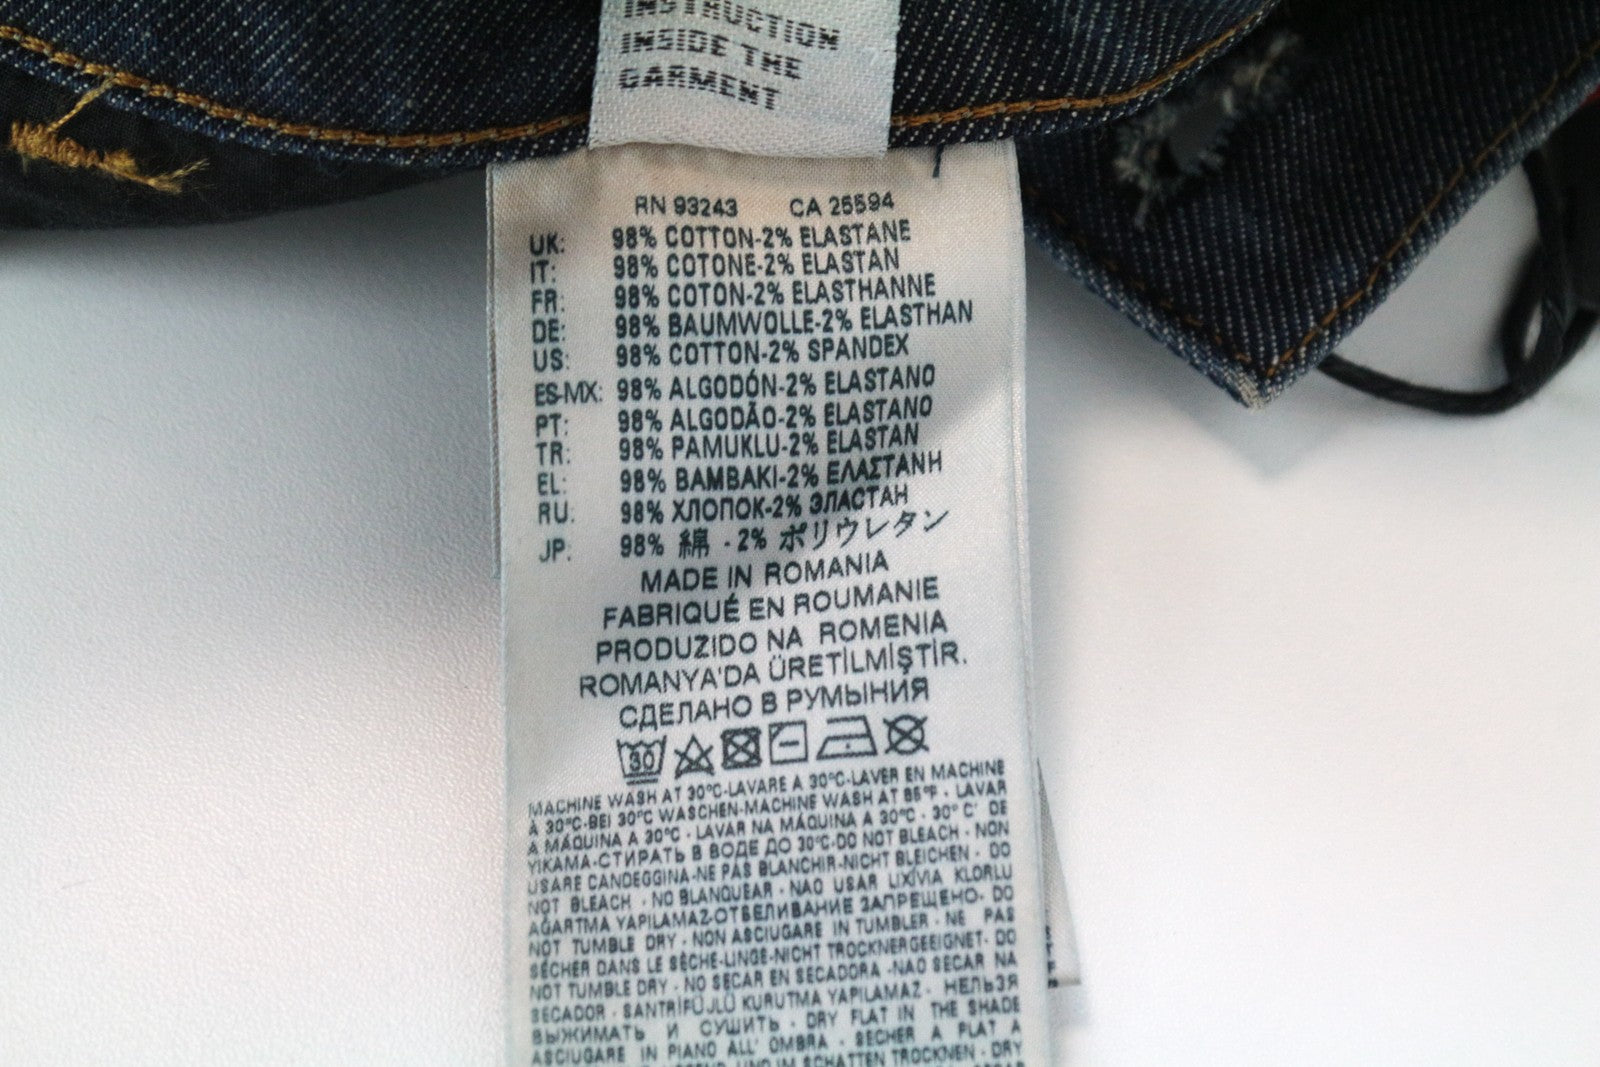 INSTRUCTION
INSIDE THE
GARMENT
RN 93243 CA 25594
UK: 98% COTTON-2% ELASTANE
IT: 98% COTONE-2% ELASTAN
FR: 98% COTON-2% ELASTHANNE
DE: 98% BAUMWOLLE-2% ELASTHAN
US: 98% COTTON-2% SPANDEX
ES-MX: 98% ALGODÓN-2% ELASTANO
PT: 98% ALGODÃO-2% ELASTANO
TR: 98% PAMUKLU-2% ELASTAN
EL: 98% ΒΑΜΒΑΚΙ-2% ΕΛΑΣΤΑΝΗ
RU: 98% ХЛОПОК-2% ЭЛАСТАН
JP: 98% 綿 - 2% ポリウレタン
MADE IN ROMANIA
FABRIQUÉ EN ROUMANIE
PRODUZIDO NA ROMENIA
ROMANYA'DA ÜRETİLMİŞTİR.
СДЕЛАНО В РУМЫНИЯ
30
MACHINE WASH AT 30°C-LAVARE A 30°C-LAVER EN MACHINE
À 30°C-BEI 30°C WASCHEN-MACHINE WASH AT 85°F - LAVAR
A MÁQUINA A 30°C - LAVAR NA MÁQUINA A 30°C - 30° C' DE
YIKAMA-СТИРАТЬ В ВОДЕ ДО 30°C-DO NOT BLEACH - NON
USARE CANDEGGINA-NE PAS BLANCHIR-NICHT BLEICHEN - DO
NOT BLEACH - NO BLANQUEAR - NAO USAR LIXÍVIA KLORLU
AĞARTMA YAPILAMAZ-ОТБЕЛИВАНИЕ ЗАПРЕЩЕНО- DO
NOT TUMBLE DRY - NON ASCIUGARE IN TUMBLER - NE PAS
SÉCHER DANS LE SÈCHE-LINGE-NICHT TROCKNERGEEIGNET- DO
NOT TUMBLE DRY - NO SECAR EN SECADORA -NAO SECAR NA
SECADOR - SANTRİFÜJLÜ KURUTMA YAPILAMAZ - НЕЛЬЗЯ
ВЫЖИМАТЬ И СУШИТЬ - DRY FLAT IN THE SHADE
ASCIUGARE IN PIANO ALL' OMBRA - SÉCHER A PLAT A
UND IM SCHATTEN TROCKNEN - DRY